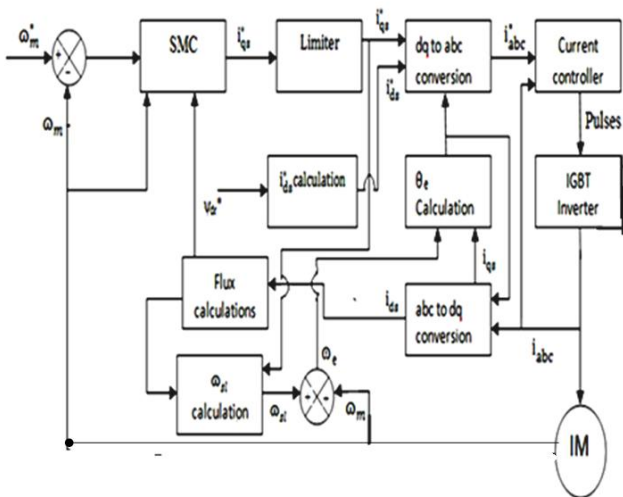 ω*m
+
-
SMC
i*qs
Limiter
i*qs
dq to abc
conversion
i*abc
Current
controller
ωm
i*ds
Pulses
i*ds calculation
θe
Calculation
IGBT
Inverter
ψdr*
iqs
Flux
calculations
ids
abc to dq
conversion
iabc
ωe
ωsl
calculation
ωsl
ωm
IM